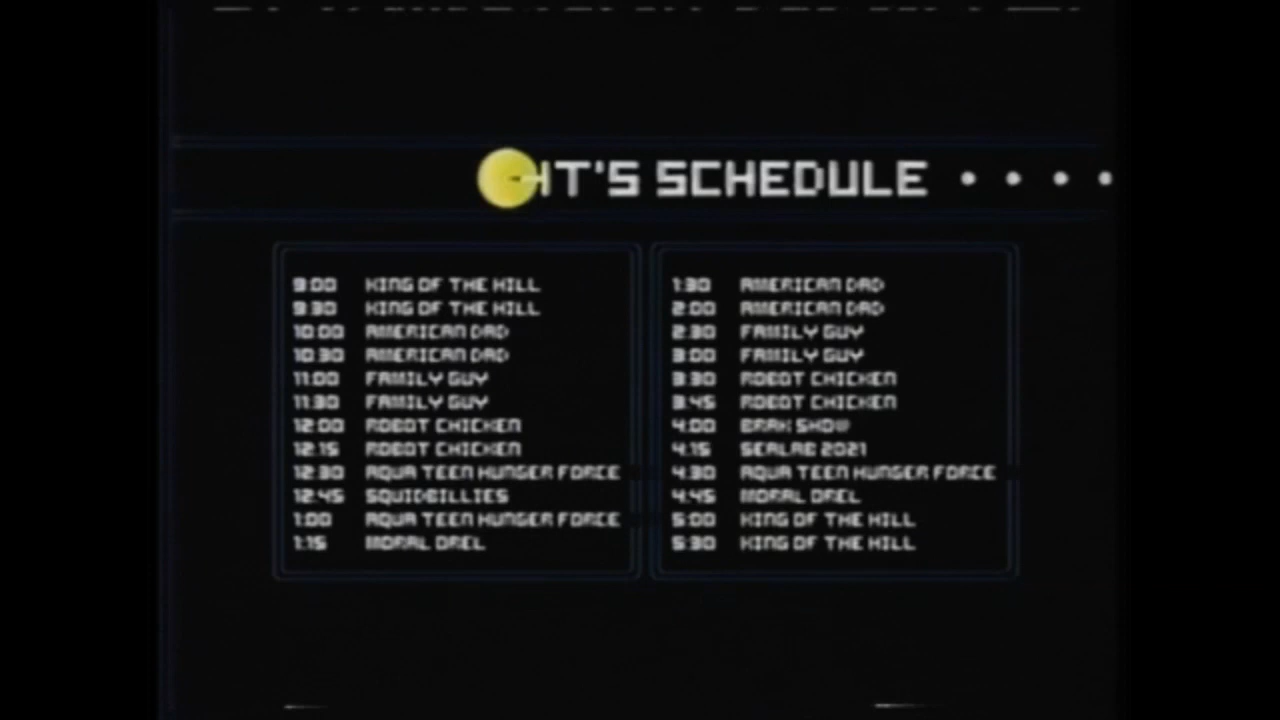 IT'S SCHEDULE
9:00 KING OF THE HILL
9:30 KING OF THE HILL
10:00 AMERICAN DAD
10:30 AMERICAN DAD
11:00 FAMILY GUY
11:30 FAMILY GUY
12:00 ROBOT CHICKEN
12:15 ROBOT CHICKEN
12:30 AQUA TEEN HUNGER FORCE
12:45 SQUIDBILLIES
1:00 AQUA TEEN HUNGER FORCE
1:15 MORAL OREL
1:30 AMERICAN DAD
2:00 AMERICAN DAD
2:30 FAMILY GUY
3:00 FAMILY GUY
3:30 ROBOT CHICKEN
3:45 ROBOT CHICKEN
4:00 BRAK SHOW
4:15 SEALAB 2021
4:30 AQUA TEEN HUNGER FORCE
4:45 MORAL OREL
5:00 KING OF THE HILL
5:30 KING OF THE HILL